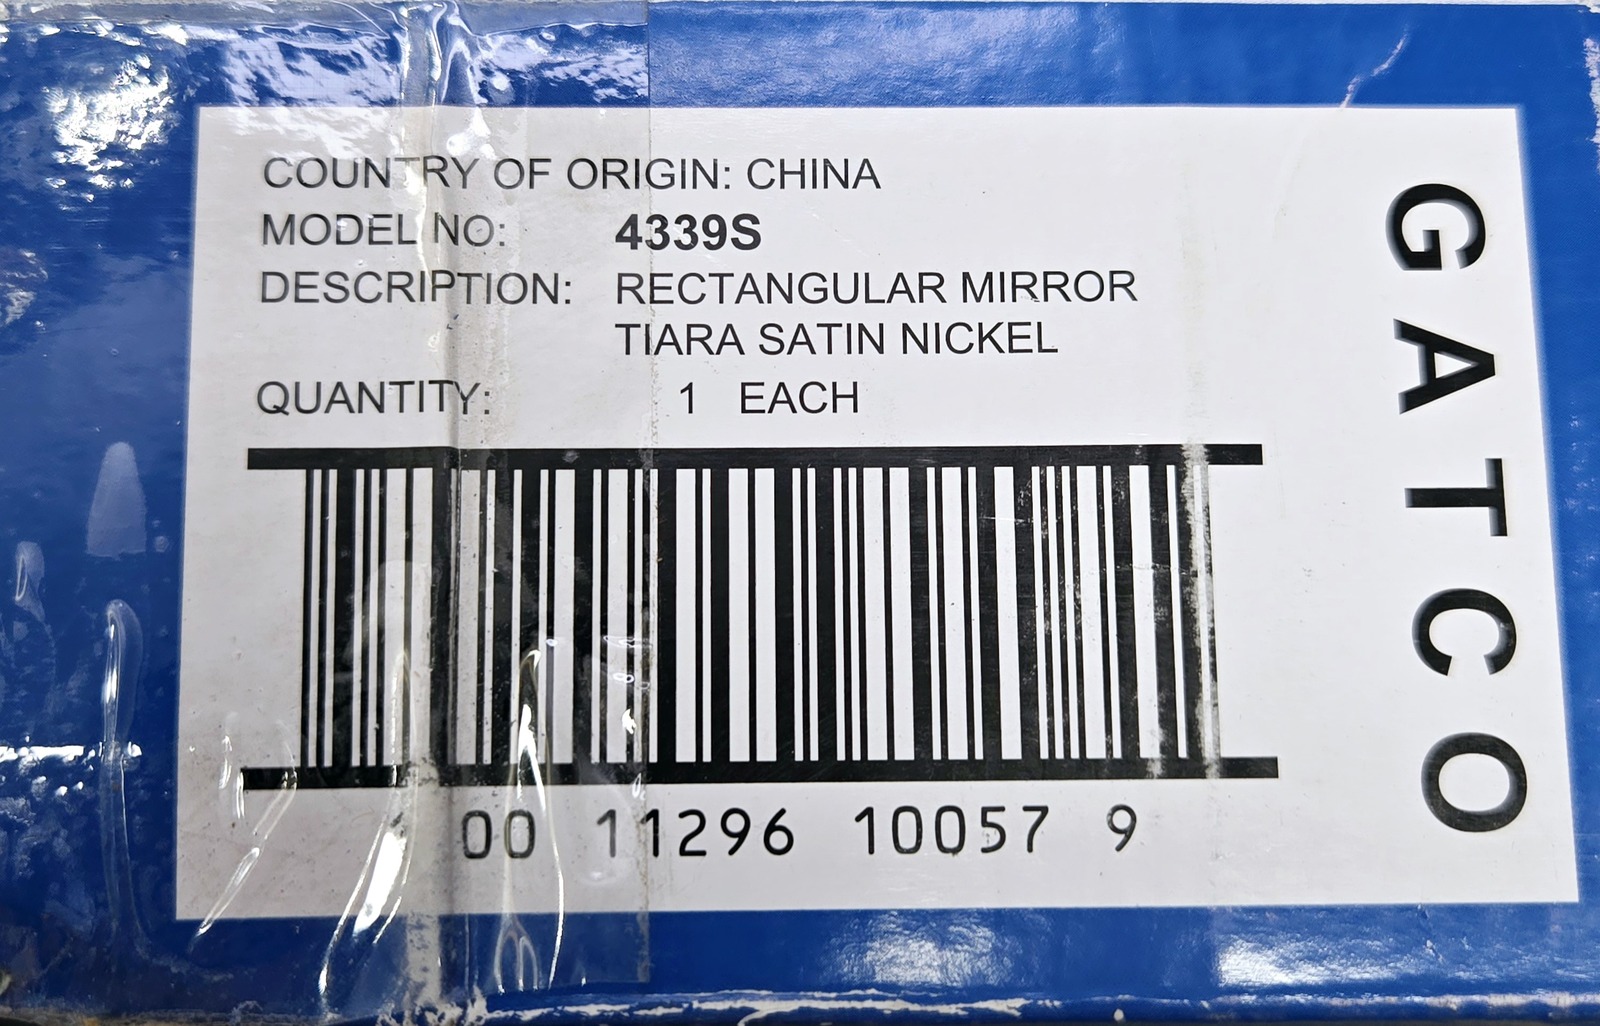 COUNTRY OF ORIGIN: CHINA
MODEL NO: 4339S
DESCRIPTION: RECTANGULAR MIRROR
TIARA SATIN NICKEL
QUANTITY: 1 EACH
00 11296 10057 9
GATCO